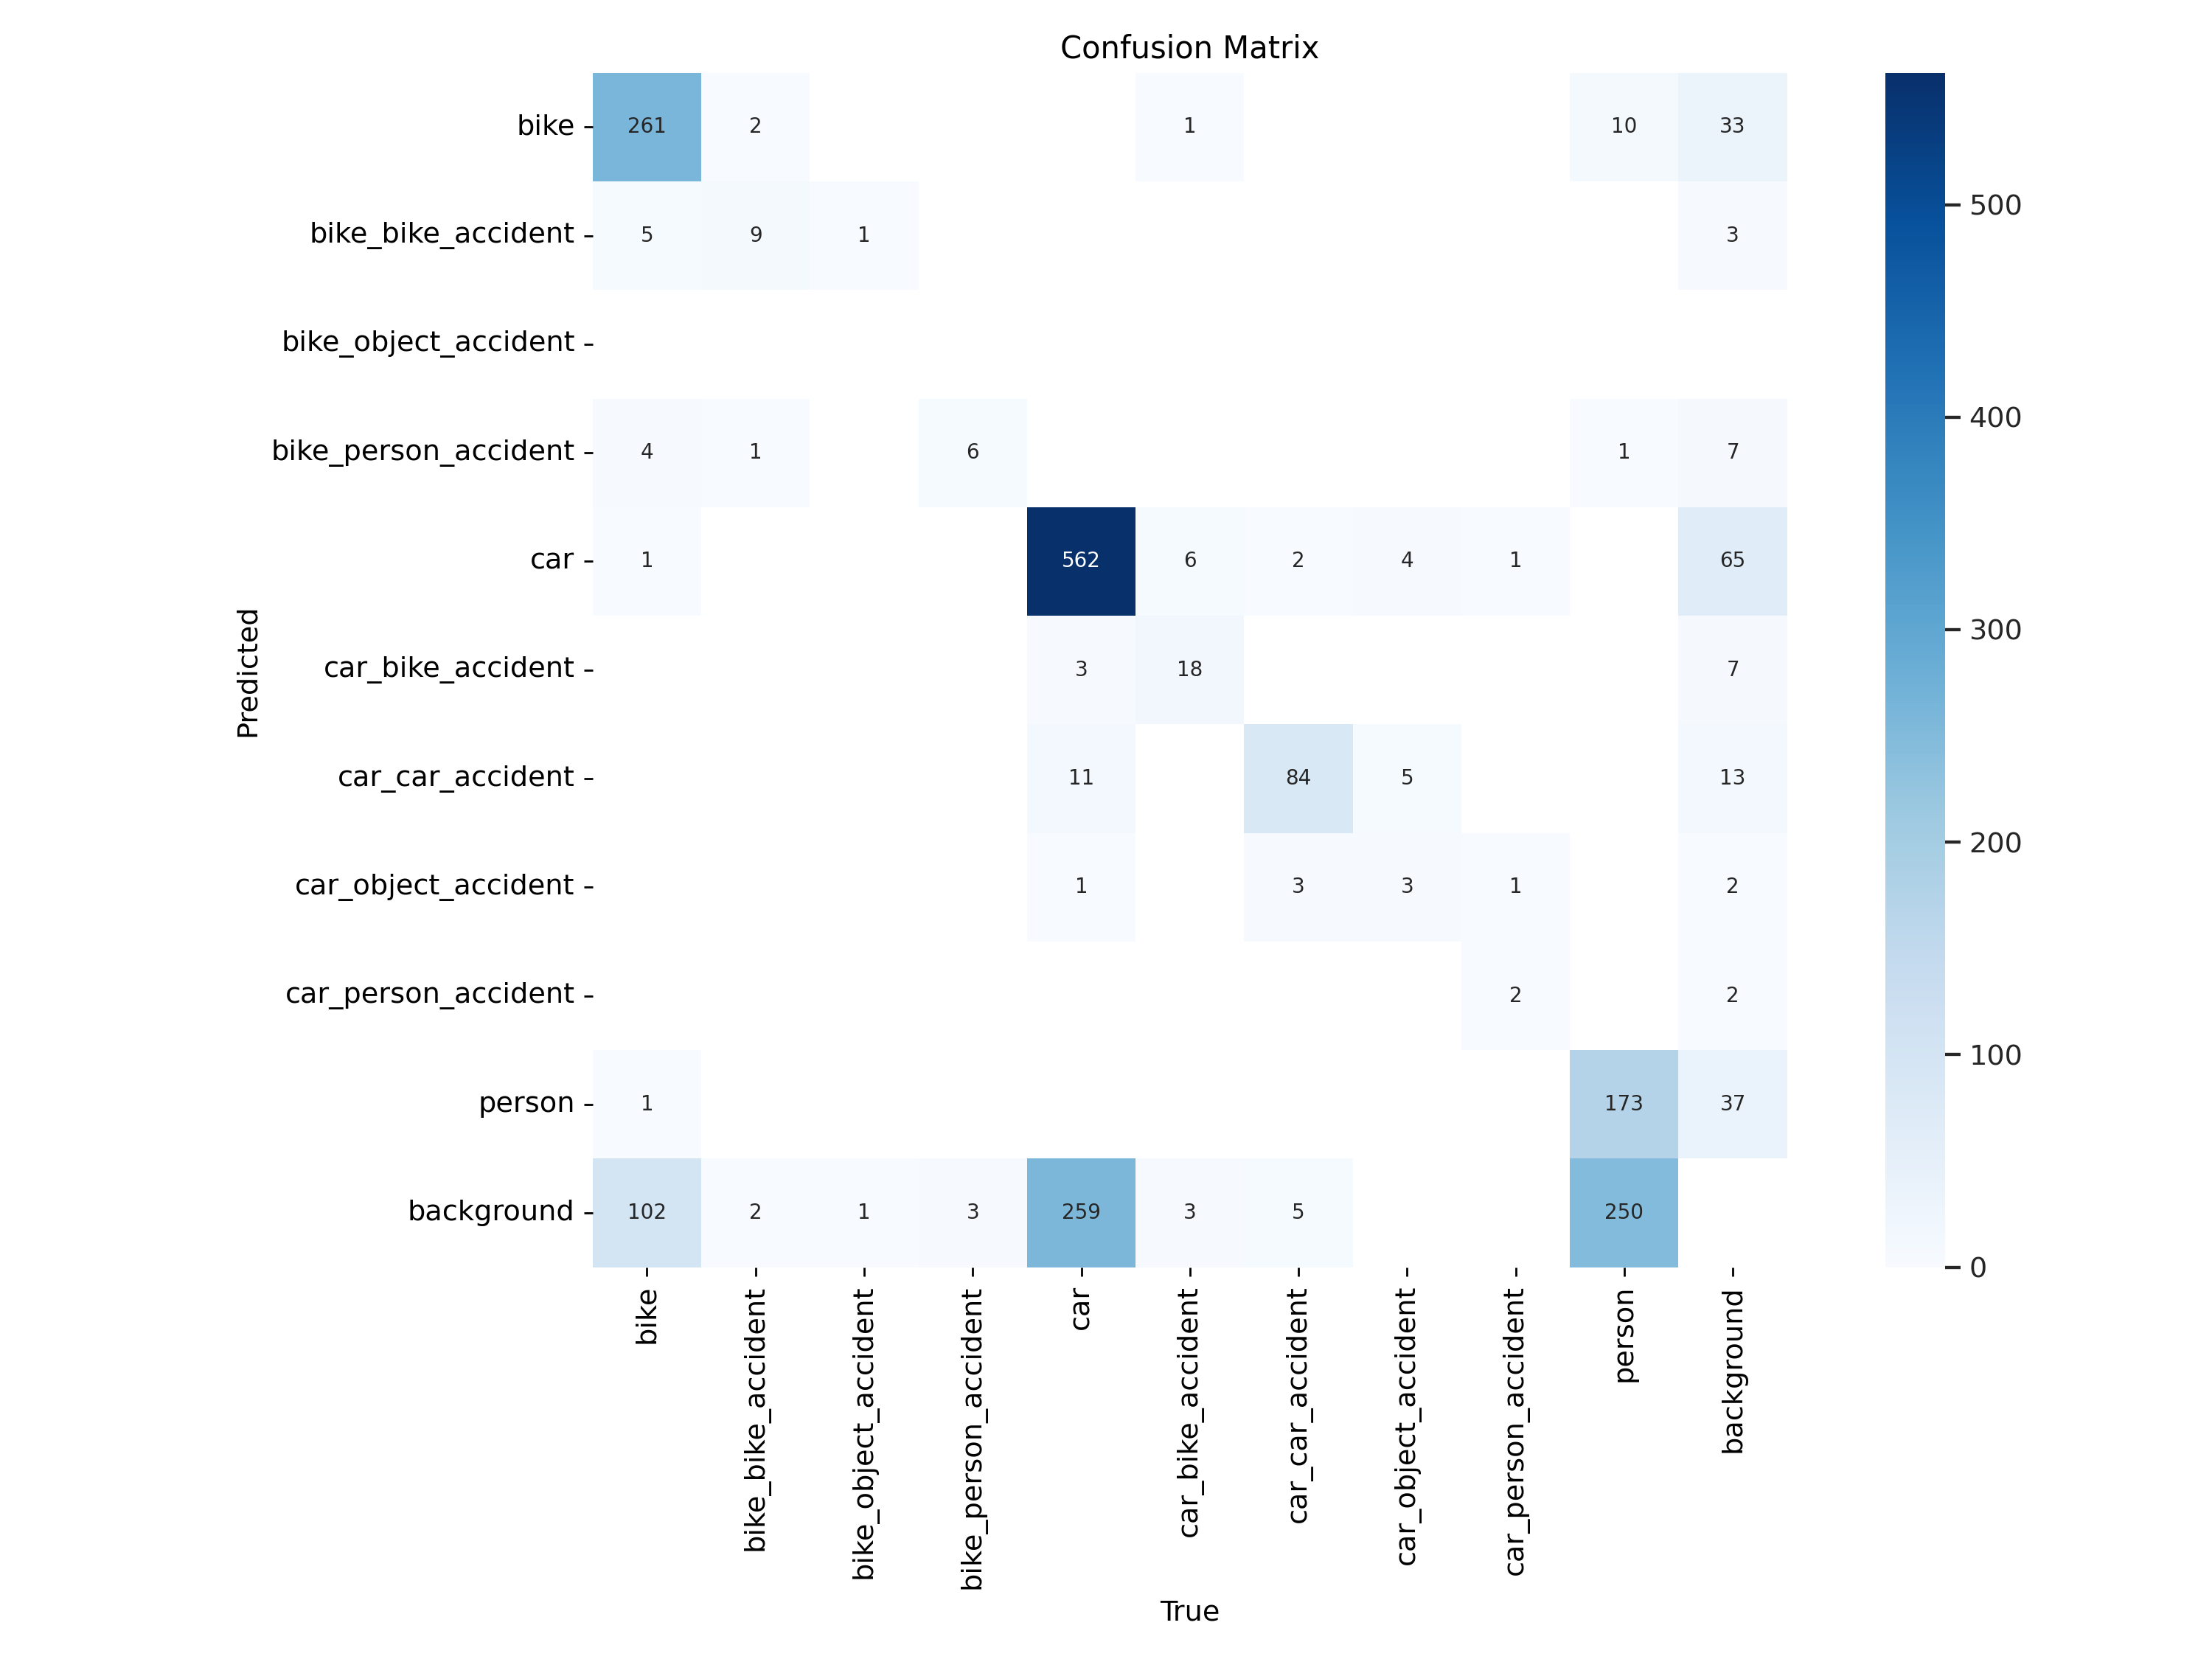 Confusion Matrix
bike 261 2 1 10 33
bike_bike_accident 5 9 1 3
bike_object_accident
bike_person_accident 4 1 6 1 7
car 1 562 6 2 4 1 65
car_bike_accident 3 18 7
car_car_accident 11 84 5 13
car_object_accident 1 3 3 1 2
car_person_accident 2 2
person 1 173 37
background 102 2 1 3 259 3 5 250
Predicted
bike
bike_bike_accident
bike_object_accident
bike_person_accident
car
car_bike_accident
car_car_accident
car_object_accident
car_person_accident
person
background
True
500
400
300
200
100
0